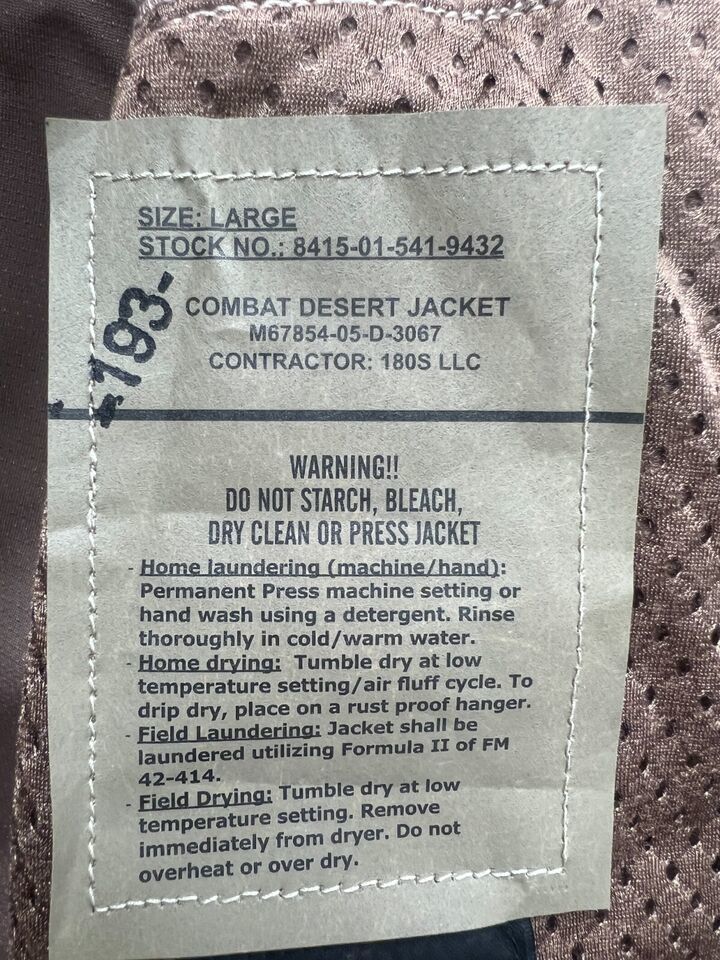 SIZE: LARGE
STOCK NO.: 8415-01-541-9432
-193-
COMBAT DESERT JACKET
M67854-05-D-3067
CONTRACTOR: 180S LLC
WARNING!!
DO NOT STARCH, BLEACH,
DRY CLEAN OR PRESS JACKET
- Home laundering (machine/hand):
Permanent Press machine setting or
hand wash using a detergent. Rinse
thoroughly in cold/warm water.
- Home drying: Tumble dry at low
temperature setting/air fluff cycle. To
drip dry, place on a rust proof hanger.
- Field Laundering: Jacket shall be
laundered utilizing Formula II of FM
42-414.
- Field Drying: Tumble dry at low
temperature setting. Remove
immediately from dryer. Do not
overheat or over dry.